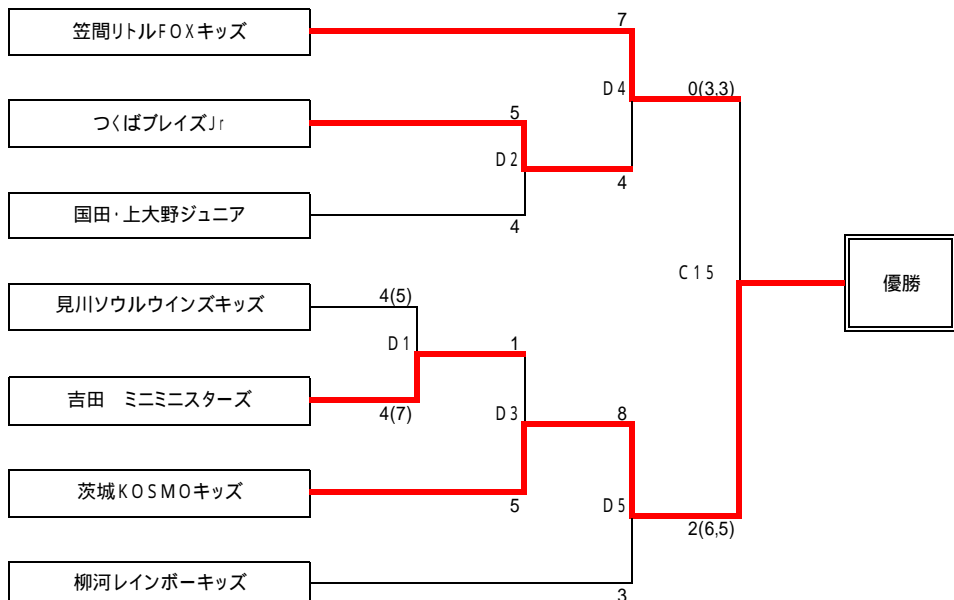 7
笠間リトルFOXキッズ
D4
0(3,3)
5
つくばブレイズJr
D2
4
国田・上大野ジュニア
4
C15
優勝
見川ソウルウインズキッズ
4(5)
D1
1
吉田　ミニミニスターズ
4(7)
D3
8
茨城KOSMOキッズ
5
D5
2(6,5)
柳河レインボーキッズ
3